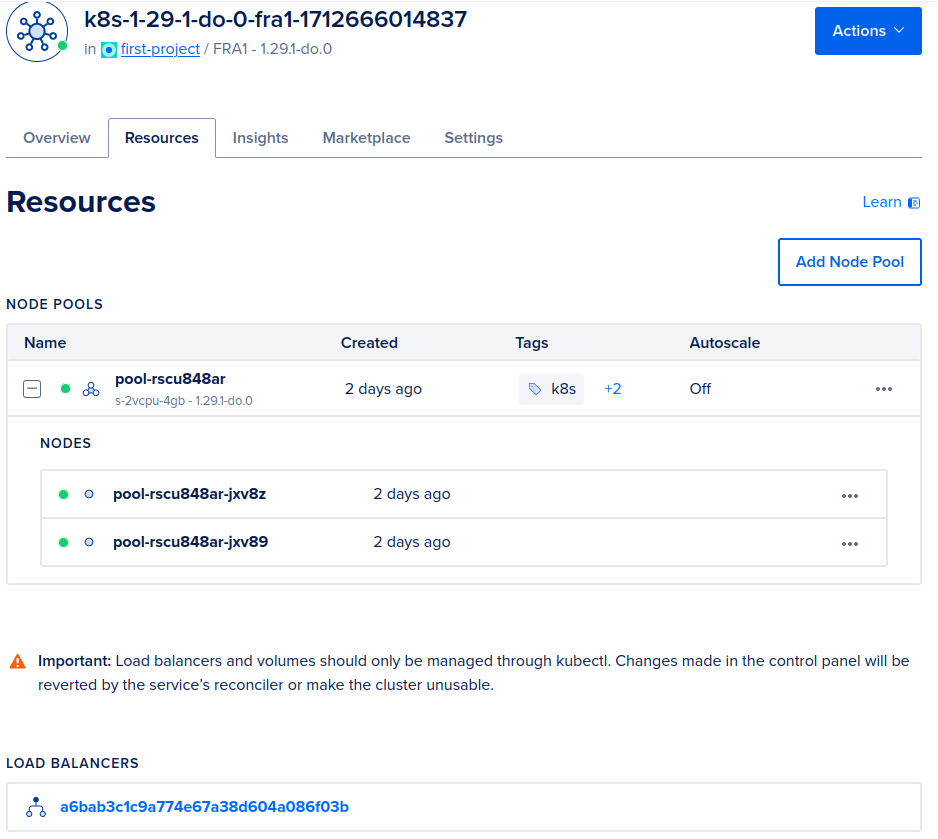 k8s-1-29-1-do-0-fra1-1712666014837
in first-project / FRA1 - 1.29.1-do.0
Actions
Overview Resources Insights Marketplace Settings
Resources
Learn
Add Node Pool
NODE POOLS
Name Created Tags Autoscale
pool-rscu848ar
s-2vcpu-4gb - 1.29.1-do.0
2 days ago k8s +2 Off
NODES
pool-rscu848ar-jxv8z 2 days ago
pool-rscu848ar-jxv89 2 days ago
Important: Load balancers and volumes should only be managed through kubectl. Changes made in the control panel will be
reverted by the service’s reconciler or make the cluster unusable.
LOAD BALANCERS
a6bab3c1c9a774e67a38d604a086f03b